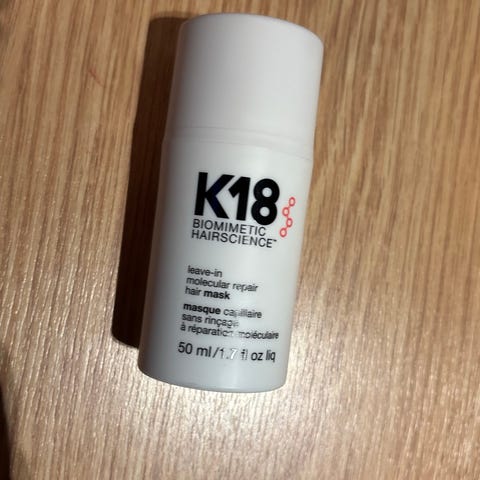 K18
BIOMIMETIC
HAIRSCIENCE™
leave-in
molecular repair
hair mask
masque capillaire
sans rinçage
à réparation moléculaire
50 ml/1.7 fl oz liq